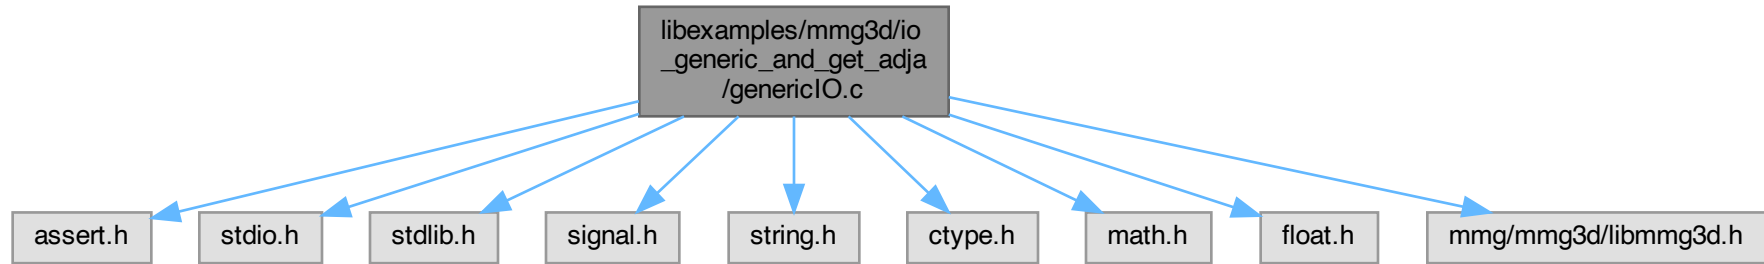 libexamples/mmg3d/io
_generic_and_get_adja
/genericIO.c
assert.h
stdio.h
stdlib.h
signal.h
string.h
ctype.h
math.h
float.h
mmg/mmg3d/libmmg3d.h